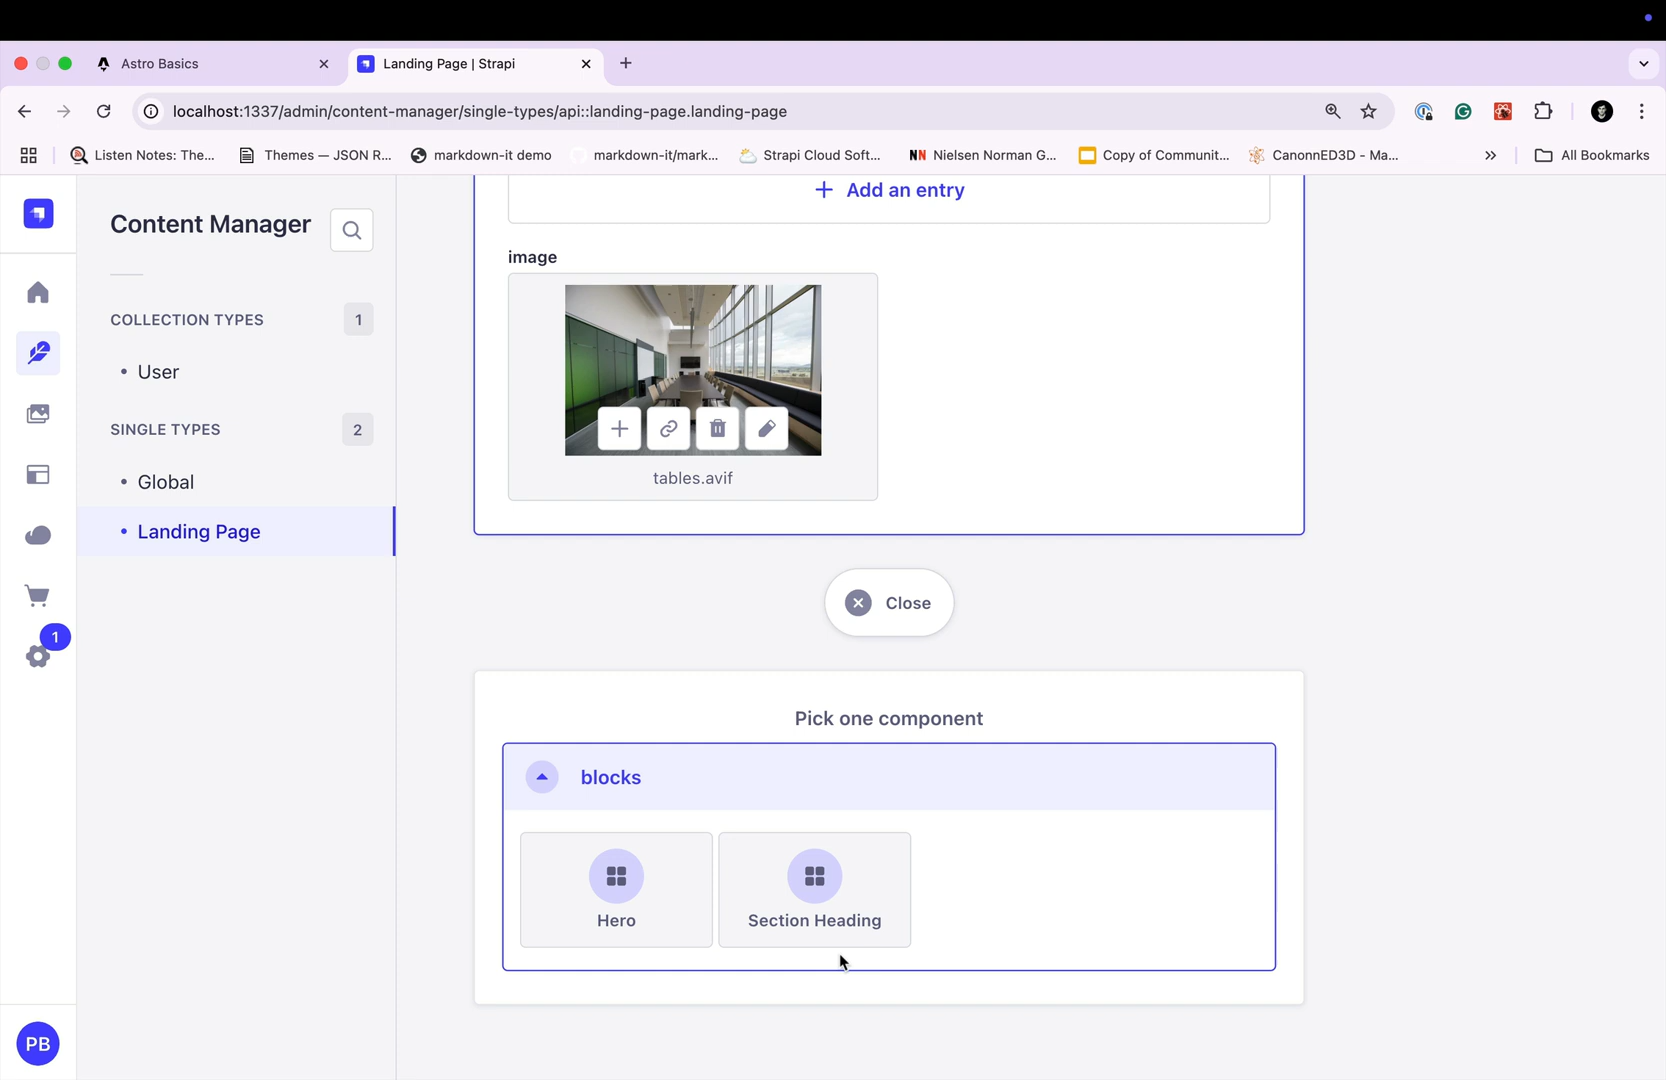 Astro Basics
Landing Page | Strapi
localhost:1337/admin/content-manager/single-types/api::landing-page.landing-page
Listen Notes: The...
Themes — JSON R...
markdown-it demo
markdown-it/mark...
Strapi Cloud Soft...
NN Nielsen Norman G...
Copy of Communit...
CanonnED3D - Ma...
All Bookmarks
Content Manager
COLLECTION TYPES 1
User
SINGLE TYPES 2
Global
Landing Page
1
PB
Add an entry
image
tables.avif
Close
Pick one component
blocks
Hero
Section Heading